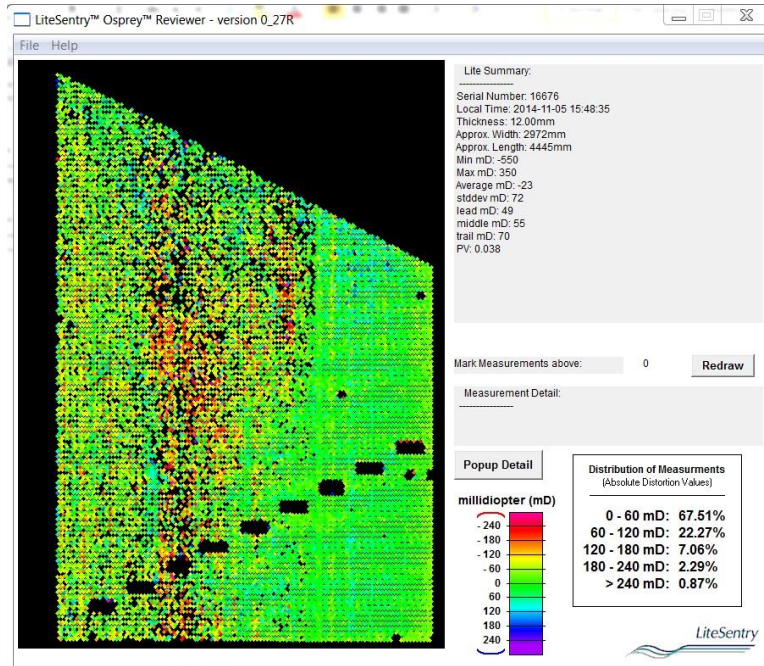 LiteSentry™ Osprey™ Reviewer - version 0_27R
File Help
Lite Summary:
----------------
Serial Number: 16676
Local Time: 2014-11-05 15:48:35
Thickness: 12.00mm
Approx. Width: 2972mm
Approx. Length: 4445mm
Min mD: -550
Max mD: 350
Average mD: -23
stddev mD: 72
lead mD: 49
middle mD: 55
trail mD: 70
PV: 0.038
Mark Measurements above: 0 Redraw
Measurement Detail:
----------------
Popup Detail
millidiopter (mD)
- 240
- 180
- 120
- 60
0
60
120
180
240
Distribution of Measurments
(Absolute Distortion Values)
0 - 60 mD: 67.51%
60 - 120 mD: 22.27%
120 - 180 mD: 7.06%
180 - 240 mD: 2.29%
> 240 mD: 0.87%
LiteSentry